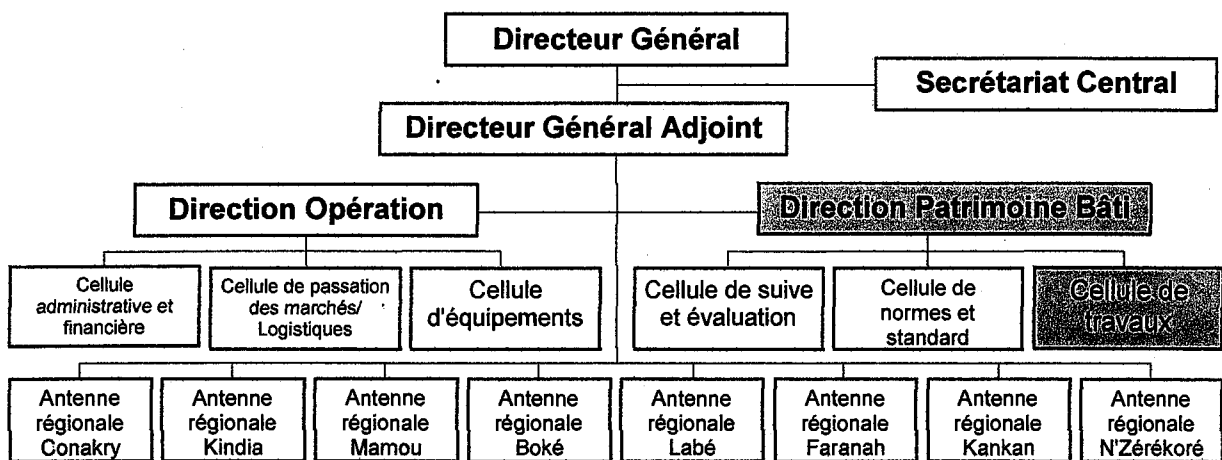 Directeur Général
Secrétariat Central
Directeur Général Adjoint
Direction Opération
Direction Patrimoine Bâti
Cellule
administrative et
financière
Cellule de passation
des marchés/
Logistiques
Cellule
d'équipements
Cellule de suive
et évaluation
Cellule de
normes et
standard
Cellule de
travaux
Antenne
régionale
Conakry
Antenne
régionale
Kindia
Antenne
régionale
Mamou
Antenne
régionale
Boké
Antenne
régionale
Labé
Antenne
régionale
Faranah
Antenne
régionale
Kankan
Antenne
régionale
N'Zérékoré